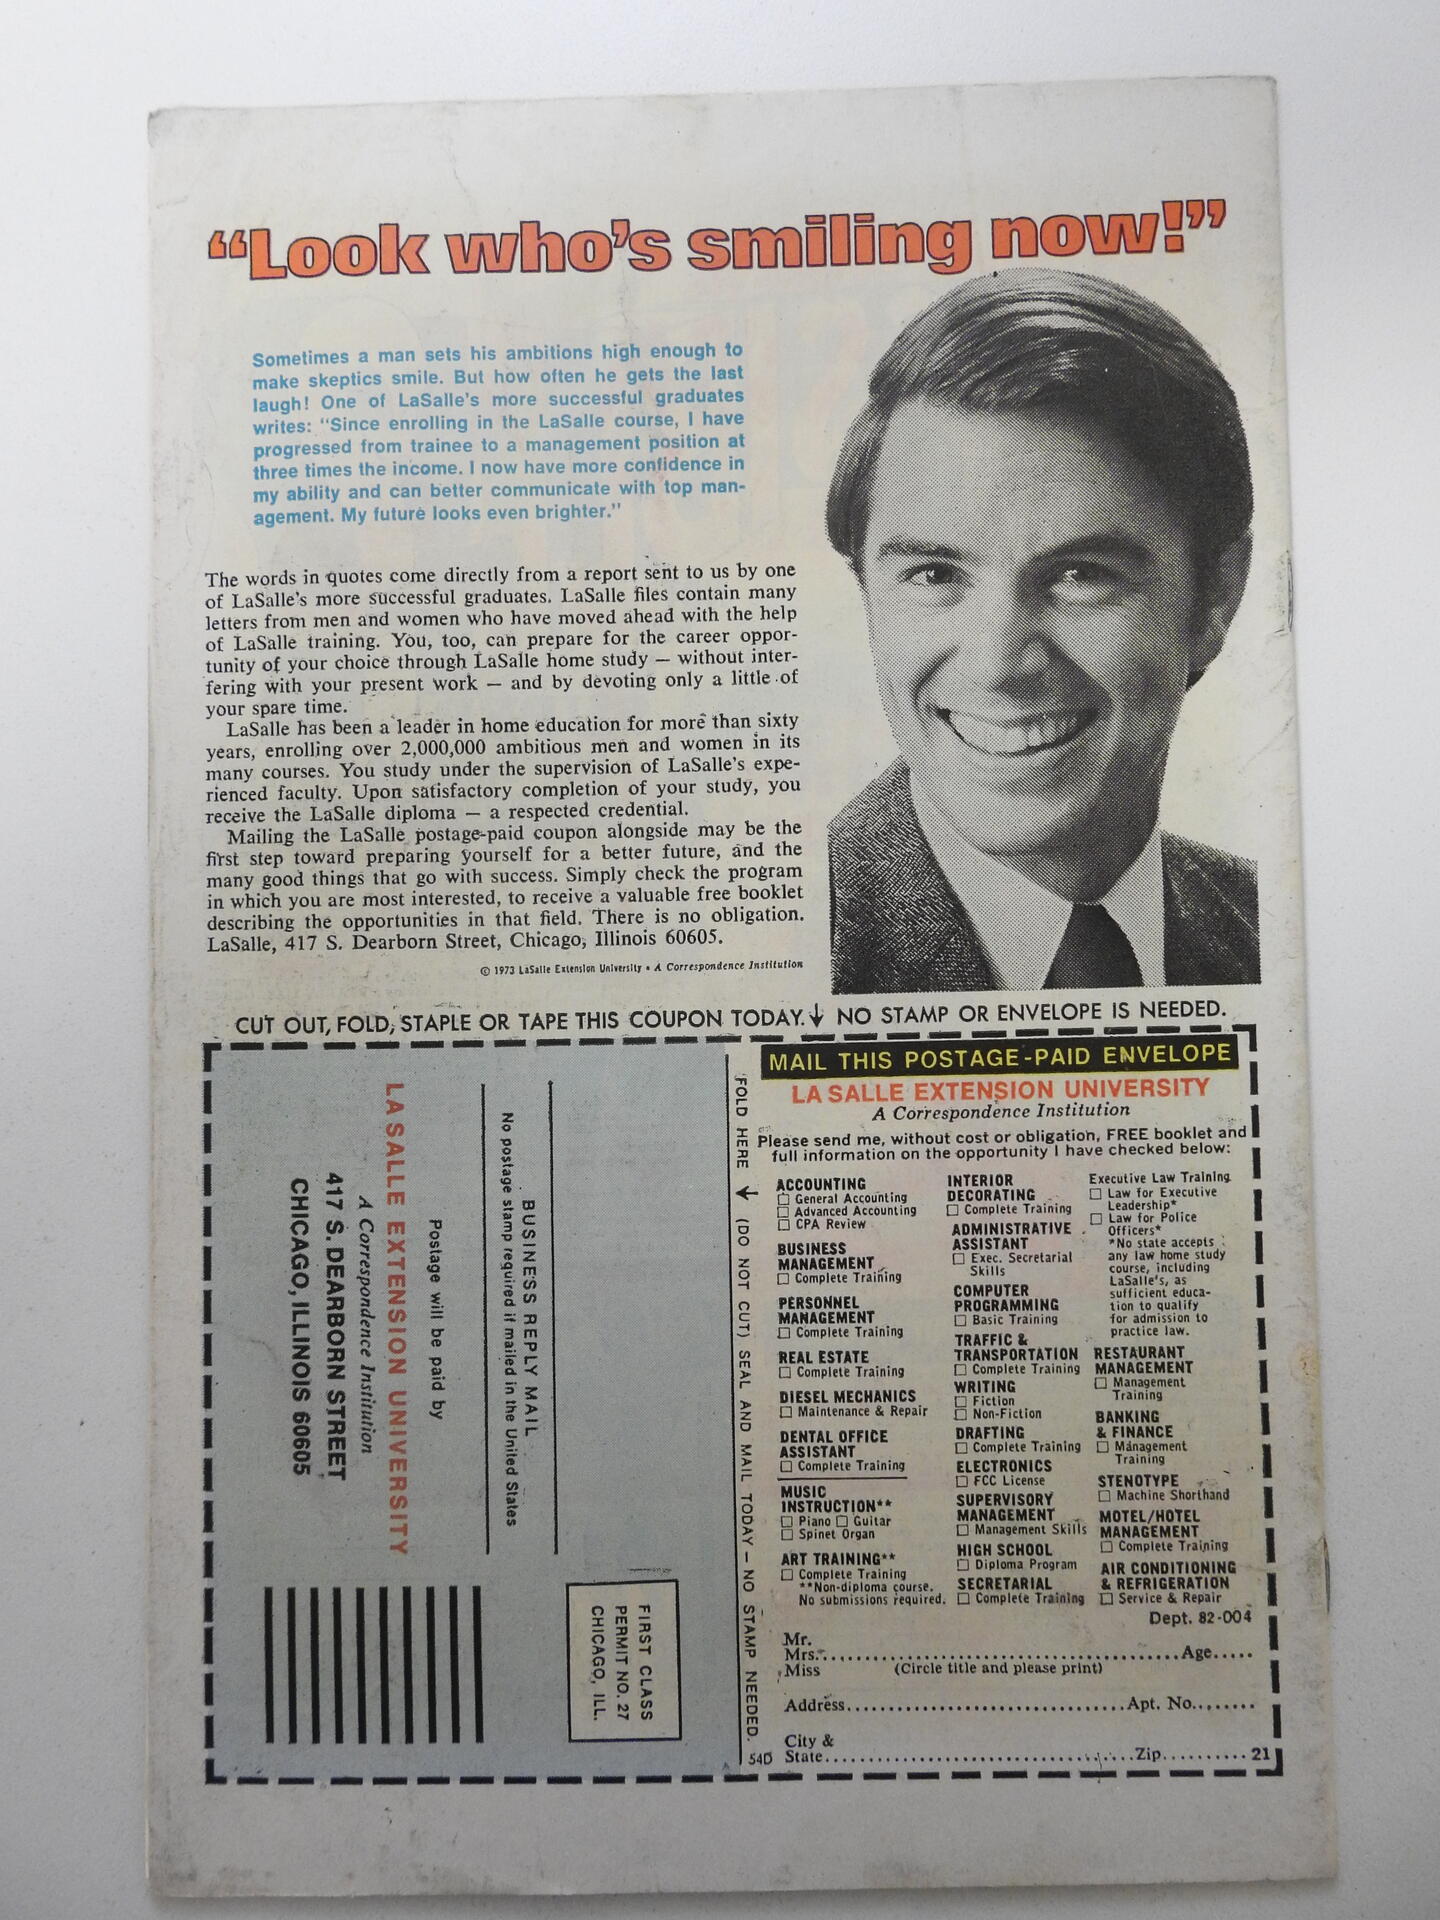 “Look who’s smiling now!”
Sometimes a man sets his ambitions high enough to
make skeptics smile. But how often he gets the last
laugh! One of LaSalle’s more successful graduates
writes: “Since enrolling in the LaSalle course, I have
progressed from trainee to a management position at
three times the income. I now have more confidence in
my ability and can better communicate with top man-
agement. My future looks even brighter.”
The words in quotes come directly from a report sent to us by one
of LaSalle’s more successful graduates. LaSalle files contain many
letters from men and women who have moved ahead with the help
of LaSalle training. You, too, can prepare for the career oppor-
tunity of your choice through LaSalle home study — without inter-
fering with your present work — and by devoting only a little of
your spare time.
LaSalle has been a leader in home education for more than sixty
years, enrolling over 2,000,000 ambitious men and women in its
many courses. You study under the supervision of LaSalle’s expe-
rienced faculty. Upon satisfactory completion of your study, you
receive the LaSalle diploma — a respected credential.
Mailing the LaSalle postage-paid coupon alongside may be the
first step toward preparing yourself for a better future, and the
many good things that go with success. Simply check the program
in which you are most interested, to receive a valuable free booklet
describing the opportunities in that field. There is no obligation.
LaSalle, 417 S. Dearborn Street, Chicago, Illinois 60605.
© 1973 LaSalle Extension University • A Correspondence Institution
CUT OUT, FOLD, STAPLE OR TAPE THIS COUPON TODAY. ↓ NO STAMP OR ENVELOPE IS NEEDED.
FIRST CLASS
PERMIT NO. 27
CHICAGO, ILL.
BUSINESS REPLY MAIL
No postage stamp required if mailed in the United States
Postage will be paid by
LASALLE EXTENSION UNIVERSITY
A Correspondence Institution
417 S. DEARBORN STREET
CHICAGO, ILLINOIS 60605
FOLD HERE → (DO NOT CUT) SEAL AND MAIL TODAY — NO STAMP NEEDED.
54D
MAIL THIS POSTAGE-PAID ENVELOPE
LA SALLE EXTENSION UNIVERSITY
A Correspondence Institution
Please send me, without cost or obligation, FREE booklet and
full information on the opportunity I have checked below:
ACCOUNTING
☐ General Accounting
☐ Advanced Accounting
☐ CPA Review
BUSINESS
MANAGEMENT
☐ Complete Training
PERSONNEL
MANAGEMENT
☐ Complete Training
REAL ESTATE
☐ Complete Training
DIESEL MECHANICS
☐ Maintenance & Repair
DENTAL OFFICE
ASSISTANT
☐ Complete Training
MUSIC
INSTRUCTION**
☐ Piano ☐ Guitar
☐ Spinet Organ
ART TRAINING**
☐ Complete Training
**Non-diploma course.
No submissions required.
INTERIOR
DECORATING
☐ Complete Training
ADMINISTRATIVE
ASSISTANT
☐ Exec. Secretarial
Skills
COMPUTER
PROGRAMMING
☐ Basic Training
TRAFFIC &
TRANSPORTATION
☐ Complete Training
WRITING
☐ Fiction
☐ Non-Fiction
DRAFTING
☐ Complete Training
ELECTRONICS
☐ FCC License
SUPERVISORY
MANAGEMENT
☐ Management Skills
HIGH SCHOOL
☐ Diploma Program
SECRETARIAL
☐ Complete Training
Executive Law Training
☐ Law for Executive
Leadership*
☐ Law for Police
Officers*
*No state accepts
any law home study
course, including
LaSalle’s, as
sufficient educa-
tion to qualify
for admission to
practice law.
RESTAURANT
MANAGEMENT
☐ Management
Training
BANKING
& FINANCE
☐ Management
Training
STENOTYPE
☐ Machine Shorthand
MOTEL/HOTEL
MANAGEMENT
☐ Complete Training
AIR CONDITIONING
& REFRIGERATION
☐ Service & Repair
Dept. 82-004
Mr.
Mrs. Age
Miss (Circle title and please print)
Address Apt. No.
City &
State Zip 21